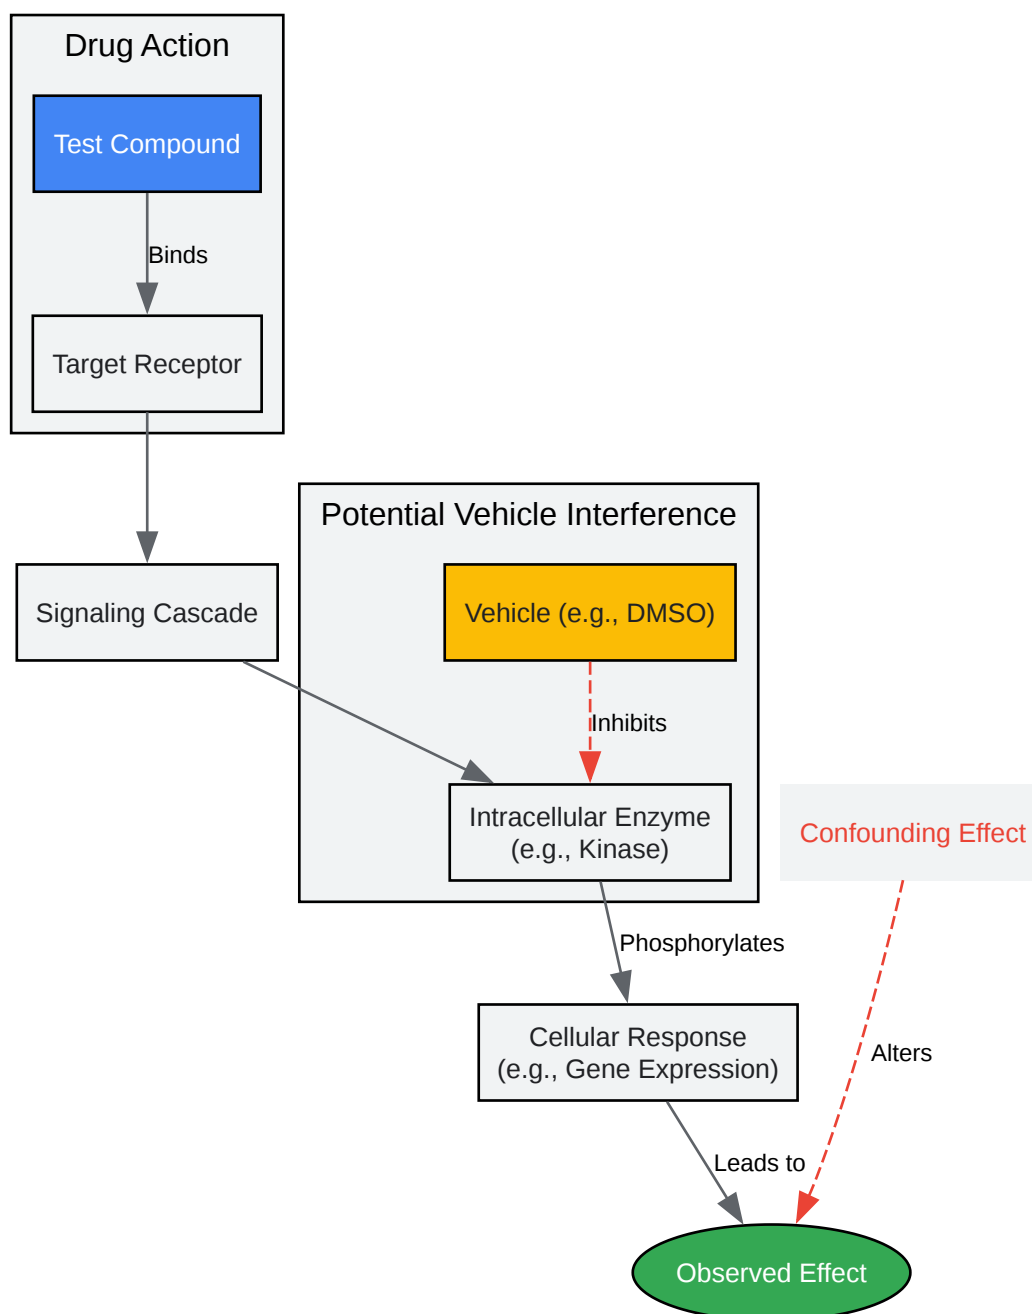 Drug Action
Test Compound
Binds
Target Receptor
Potential Vehicle Interference
Signaling Cascade
Vehicle (e.g., DMSO)
Inhibits
Intracellular Enzyme
(e.g., Kinase)
Confounding Effect
Phosphorylates
Cellular Response
(e.g., Gene Expression)
Alters
Leads to
Observed Effect